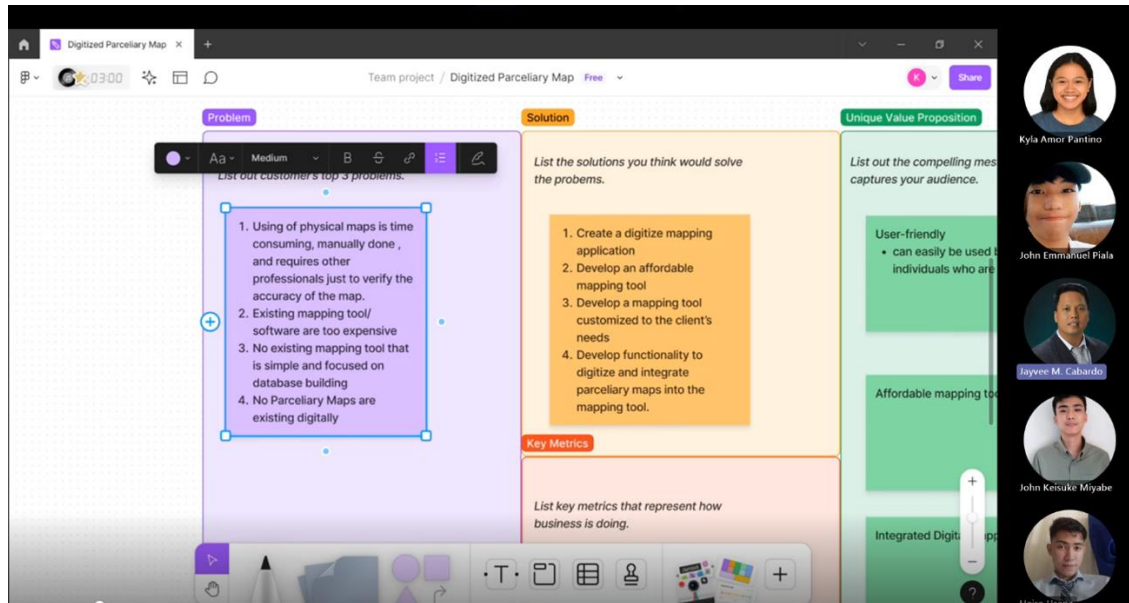 Digitized Parceliary Map
03:00
Team project / Digitized Parceliary Map Free
K
Share
Problem
Solution
Unique Value Proposition
Aa
Medium
B
S
List out customer's top 3 problems.
1. Using of physical maps is time
consuming, manually done ,
and requires other
professionals just to verify the
accuracy of the map.
2. Existing mapping tool/
software are too expensive
3. No existing mapping tool that
is simple and focused on
database building
4. No Parceliary Maps are
existing digitally
List the solutions you think would solve
the probems.
1. Create a digitize mapping
application
2. Develop an affordable
mapping tool
3. Develop a mapping tool
customized to the client's
needs
4. Develop functionality to
digitize and integrate
parceliary maps into the
mapping tool.
Key Metrics
List key metrics that represent how
business is doing.
List out the compelling mes
captures your audience.
User-friendly
• can easily be used
individuals who are
Affordable mapping too
Integrated Digita
T
?
Kyla Amor Pantino
John Emmanuel Piala
Jayvee M. Cabardo
John Keisuke Miyabe